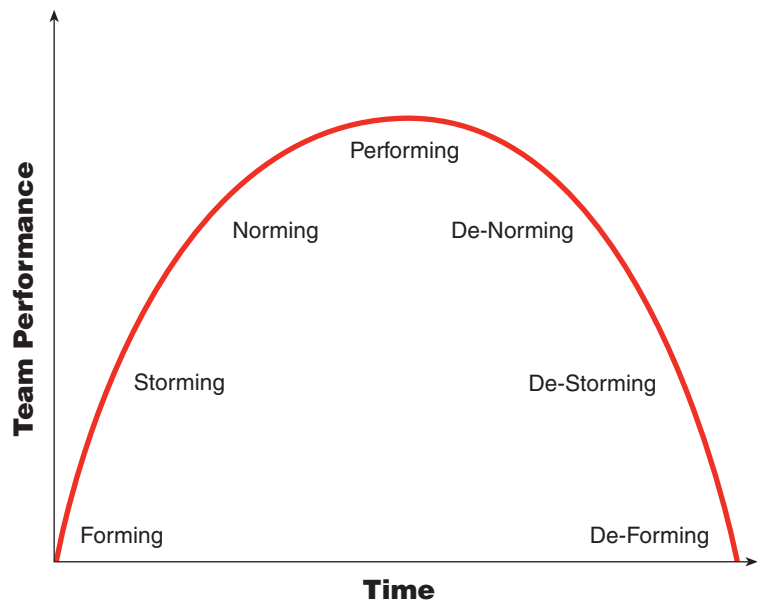 Performing
Norming
De-Norming
Storming
De-Storming
Forming
De-Forming
Team Performance
Time